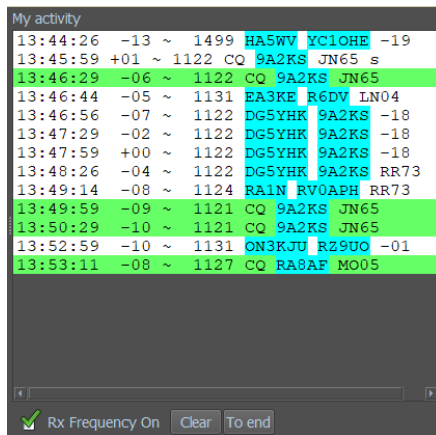 My activity
13:44:26 -13 ~ 1499 HA5WV YC1OHE -19
13:45:59 +01 ~ 1122 CQ 9A2KS JN65 s
13:46:29 -06 ~ 1122 CQ 9A2KS JN65
13:46:44 -05 ~ 1131 EA3KE R6DV LN04
13:46:56 -07 ~ 1122 DG5YHK 9A2KS -18
13:47:29 -02 ~ 1122 DG5YHK 9A2KS -18
13:47:59 +00 ~ 1122 DG5YHK 9A2KS -18
13:48:26 -04 ~ 1122 DG5YHK 9A2KS RR73
13:49:14 -08 ~ 1124 RA1N RV0APH RR73
13:49:59 -09 ~ 1121 CQ 9A2KS JN65
13:50:29 -10 ~ 1121 CQ 9A2KS JN65
13:52:59 -10 ~ 1131 ON3KJU RZ9UO -01
13:53:11 -08 ~ 1127 CQ RA8AF MO05
Rx Frequency On Clear To end